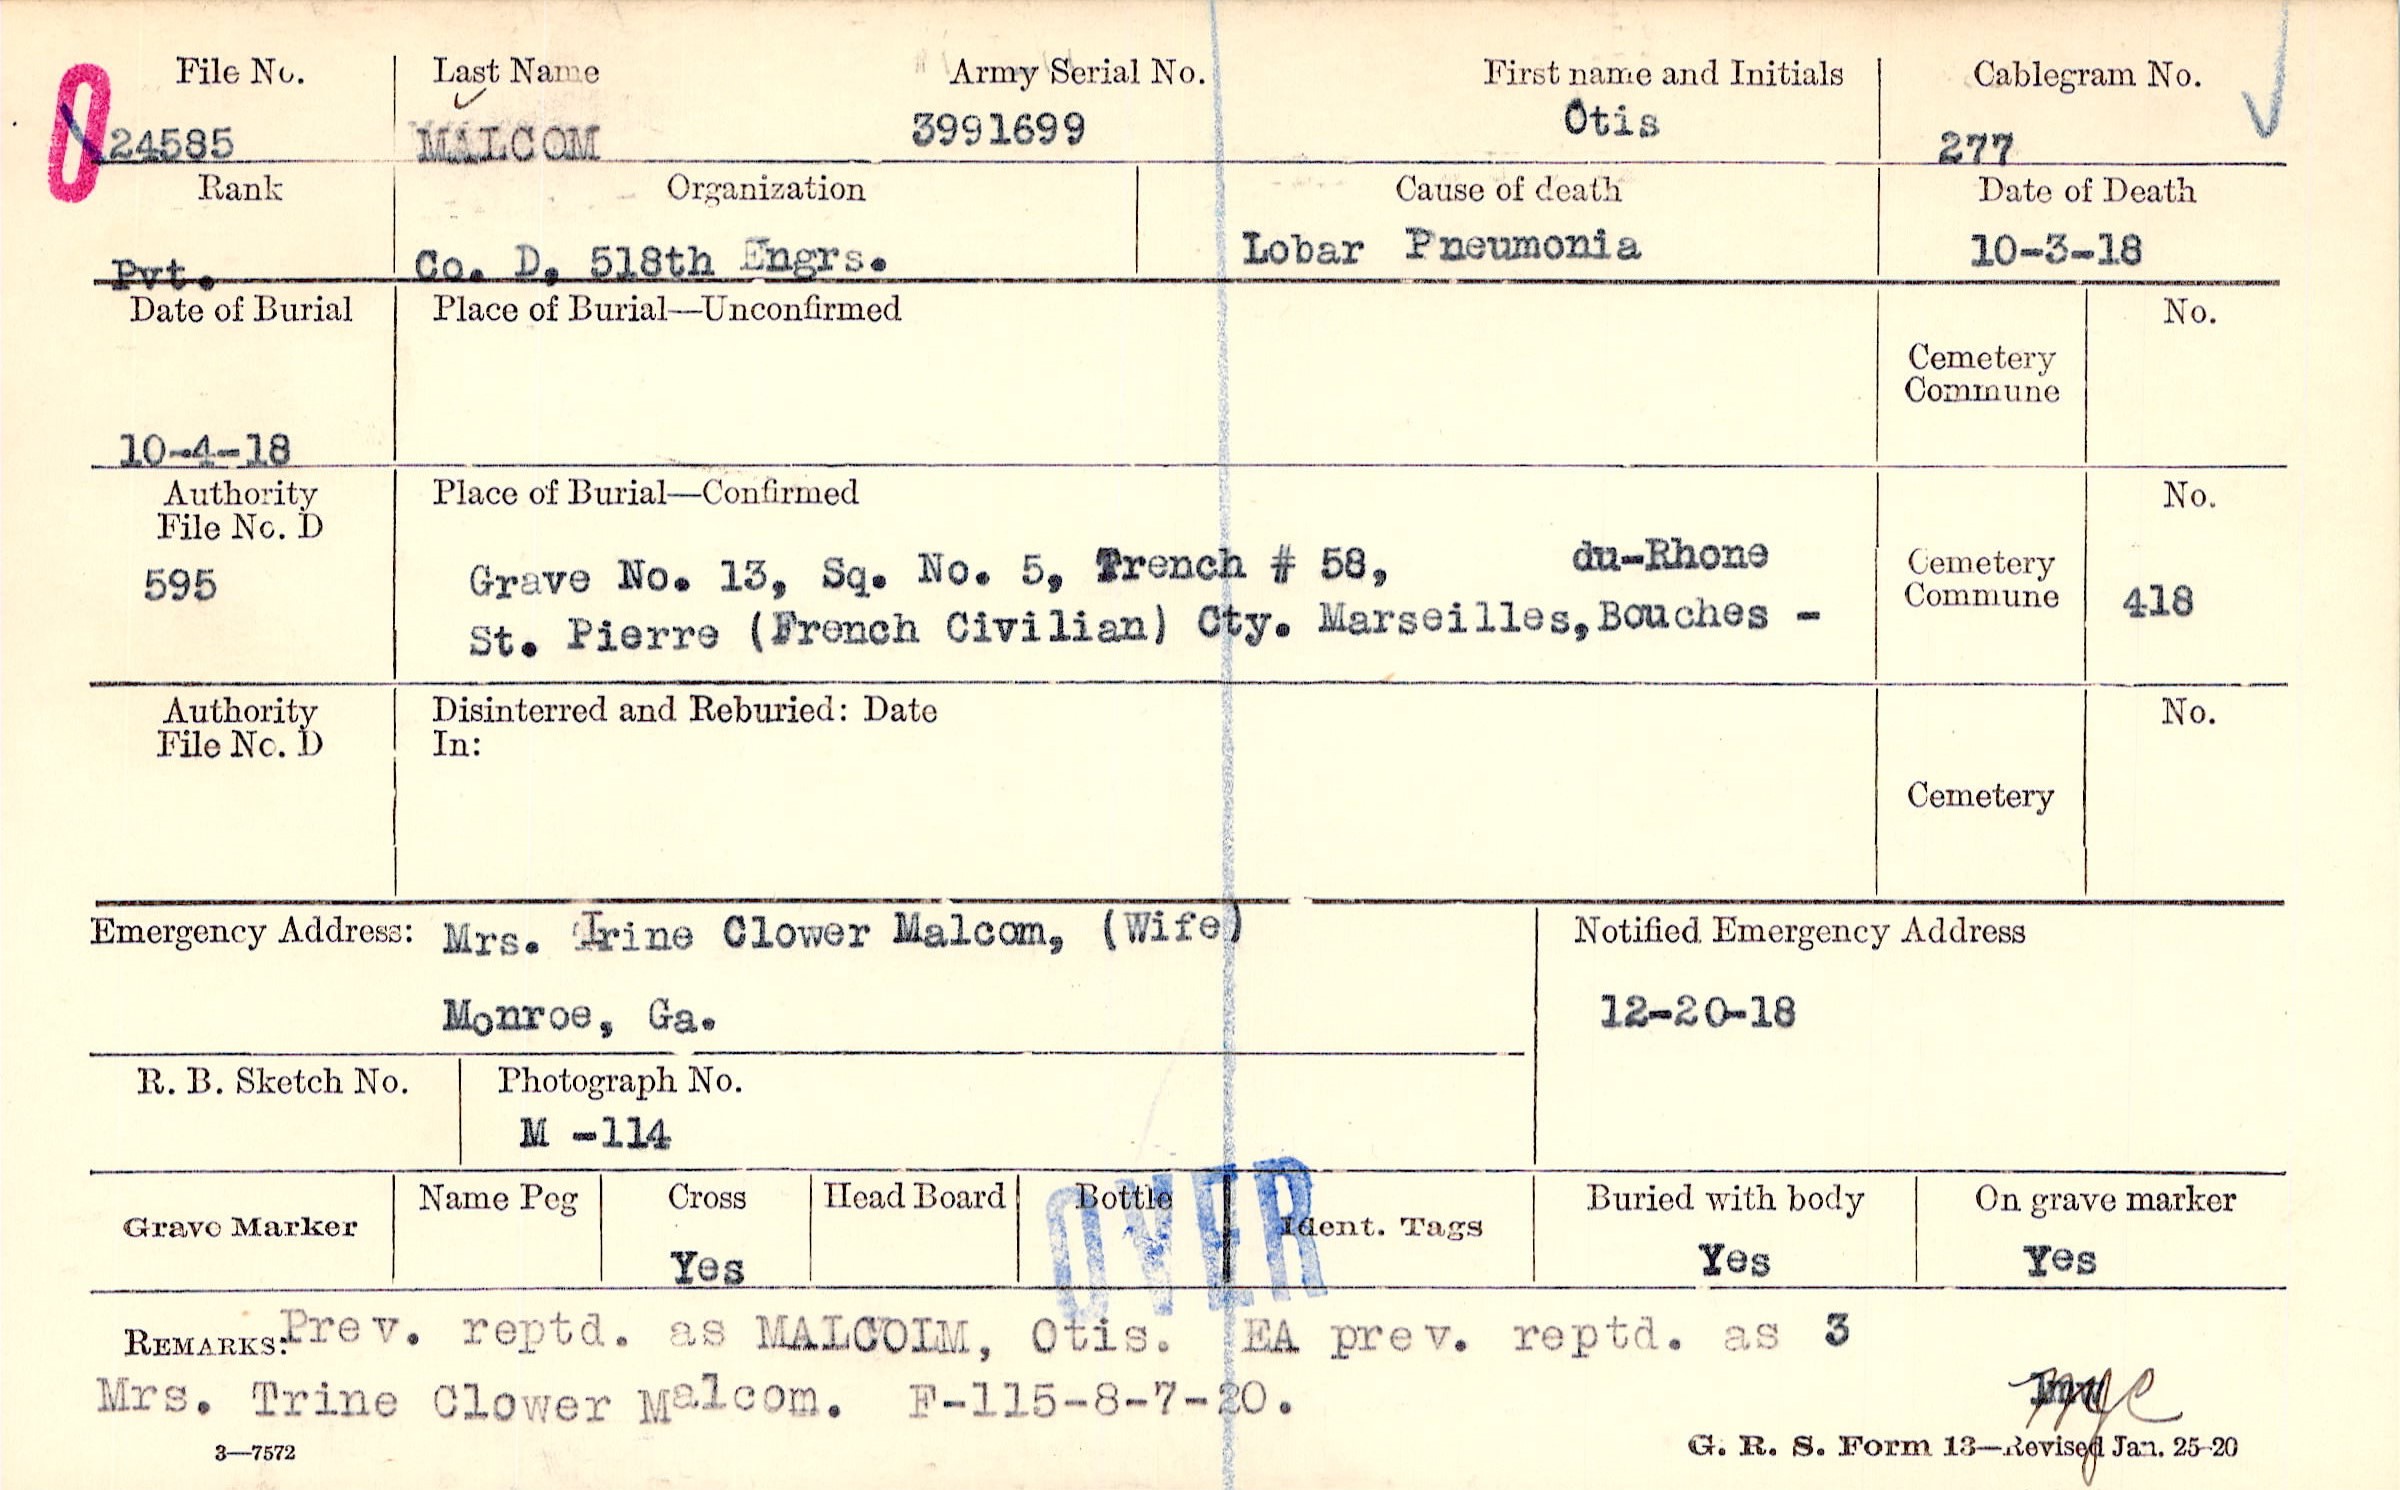 File No. Last Name Army Serial No. First name and Initials Cablegram No.
24585 MALCOM 3991699 Otis 277
Rank Organization Cause of death Date of Death
Pvt. Co. D, 518th Engrs. Lobar Pneumonia 10-3-18
Date of Burial Place of Burial—Unconfirmed No.
Cemetery
Commune
10-4-18
Authority Place of Burial—Confirmed No.
File No. D
595 Grave No. 13, Sq. No. 5, Trench # 58, du-Rhone Cemetery
St. Pierre (French Civilian) Cty. Marseilles, Bouches - Commune 418
Authority Disinterred and Reburied: Date No.
File No. D In:
Cemetery
Emergency Address: Mrs. Irine Clower Malcom, (Wife) Notified Emergency Address
Monroe, Ga. 12-20-18
R. B. Sketch No. Photograph No.
M -114
Grave Marker Name Peg Cross Head Board Bottle Ident. Tags Buried with body On grave marker
Yes Yes Yes
OVER
REMARKS: Prev. reptd. as MALCOLM, Otis. EA prev. reptd. as 3
Mrs. Trine Clower Malcom. F-115-8-7-20.
3—7572 G. R. S. Form 13—Revised Jan. 25-20